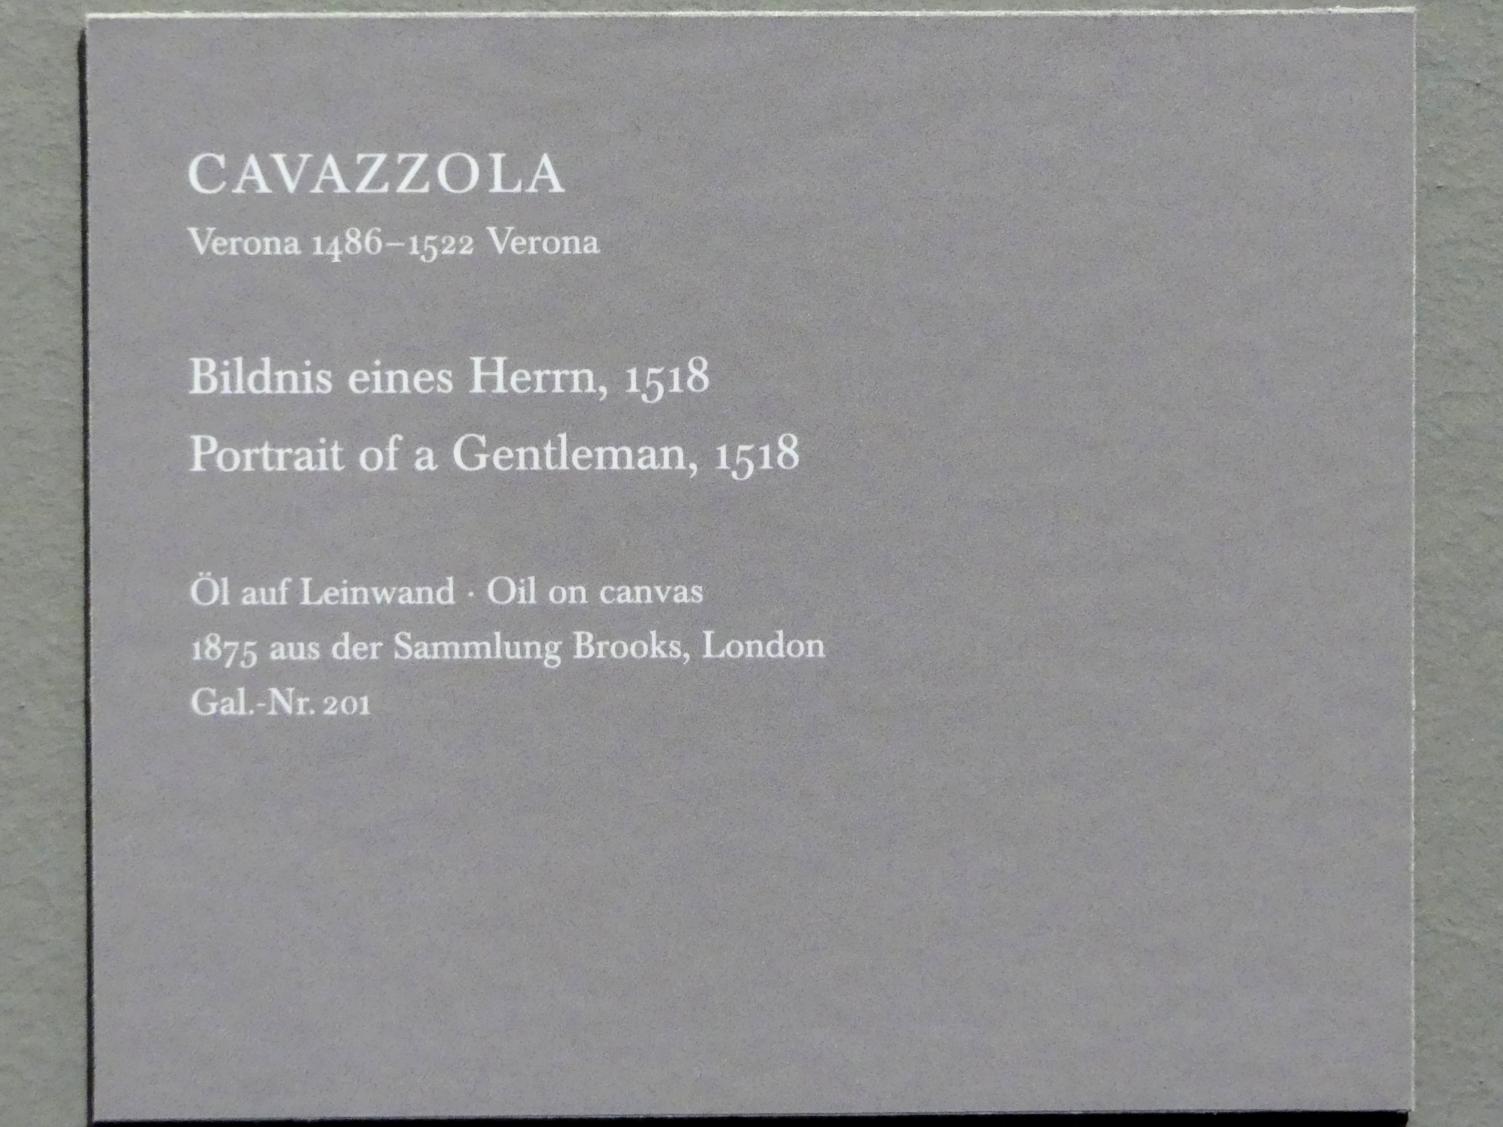 CAVAZZOLA
Verona 1486–1522 Verona
Bildnis eines Herrn, 1518
Portrait of a Gentleman, 1518
Öl auf Leinwand · Oil on canvas
1875 aus der Sammlung Brooks, London
Gal.-Nr. 201